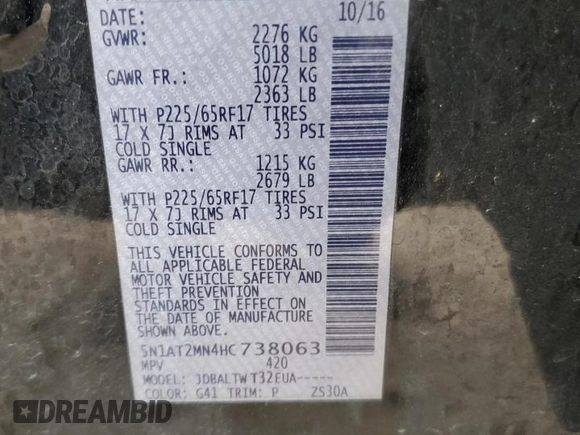 DATE: 10/16
GVWR: 2276 KG
5018 LB
GAWR FR.: 1072 KG
2363 LB
WITH P225/65RF17 TIRES
17 X 7J RIMS AT 33 PSI
COLD SINGLE
GAWR RR.: 1215 KG
2679 LB
WITH P225/65RF17 TIRES
17 X 7J RIMS AT 33 PSI
COLD SINGLE
THIS VEHICLE CONFORMS TO
ALL APPLICABLE FEDERAL
MOTOR VEHICLE SAFETY AND
THEFT PREVENTION
STANDARDS IN EFFECT ON
THE DATE OF MANUFACTURE
SHOWN ABOVE.
5N1AT2MN4HC738063
MPV 420
MODEL: JDBALTWT32EUA-----
COLOR: G41 TRIM: P ZS30A
BIDHISTORY